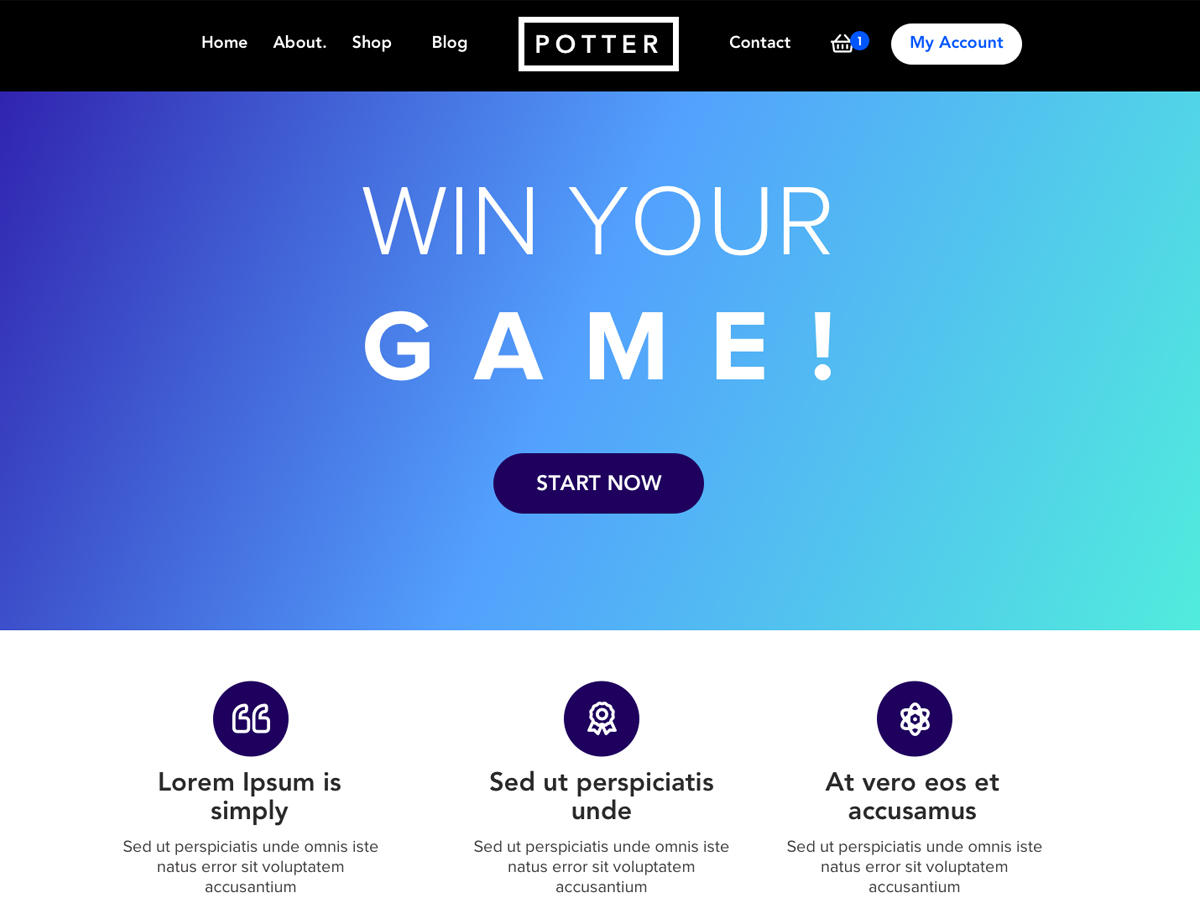 Home About. Shop Blog POTTER Contact 1 My Account
WIN YOUR
GAME!
START NOW
Lorem Ipsum is
simply
Sed ut perspiciatis unde omnis iste
natus error sit voluptatem
accusantium
Sed ut perspiciatis
unde
Sed ut perspiciatis unde omnis iste
natus error sit voluptatem
accusantium
At vero eos et
accusamus
Sed ut perspiciatis unde omnis iste
natus error sit voluptatem
accusantium